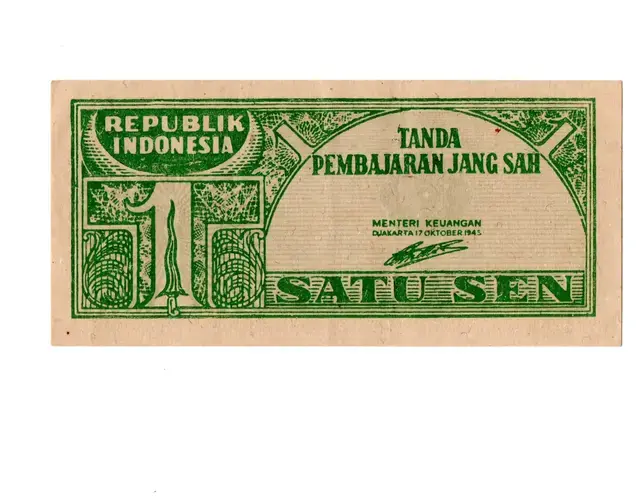 REPUBLIK
INDONESIA
1
TANDA
PEMBAJARAN JANG SAH
MENTERI KEUANGAN
DJAKARTA 17 OKTOBER 1945
SATU SEN